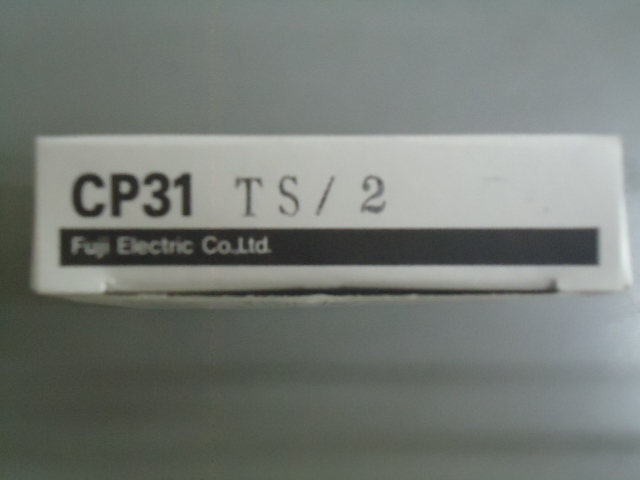 CP31 TS/2
Fuji Electric Co.,Ltd.